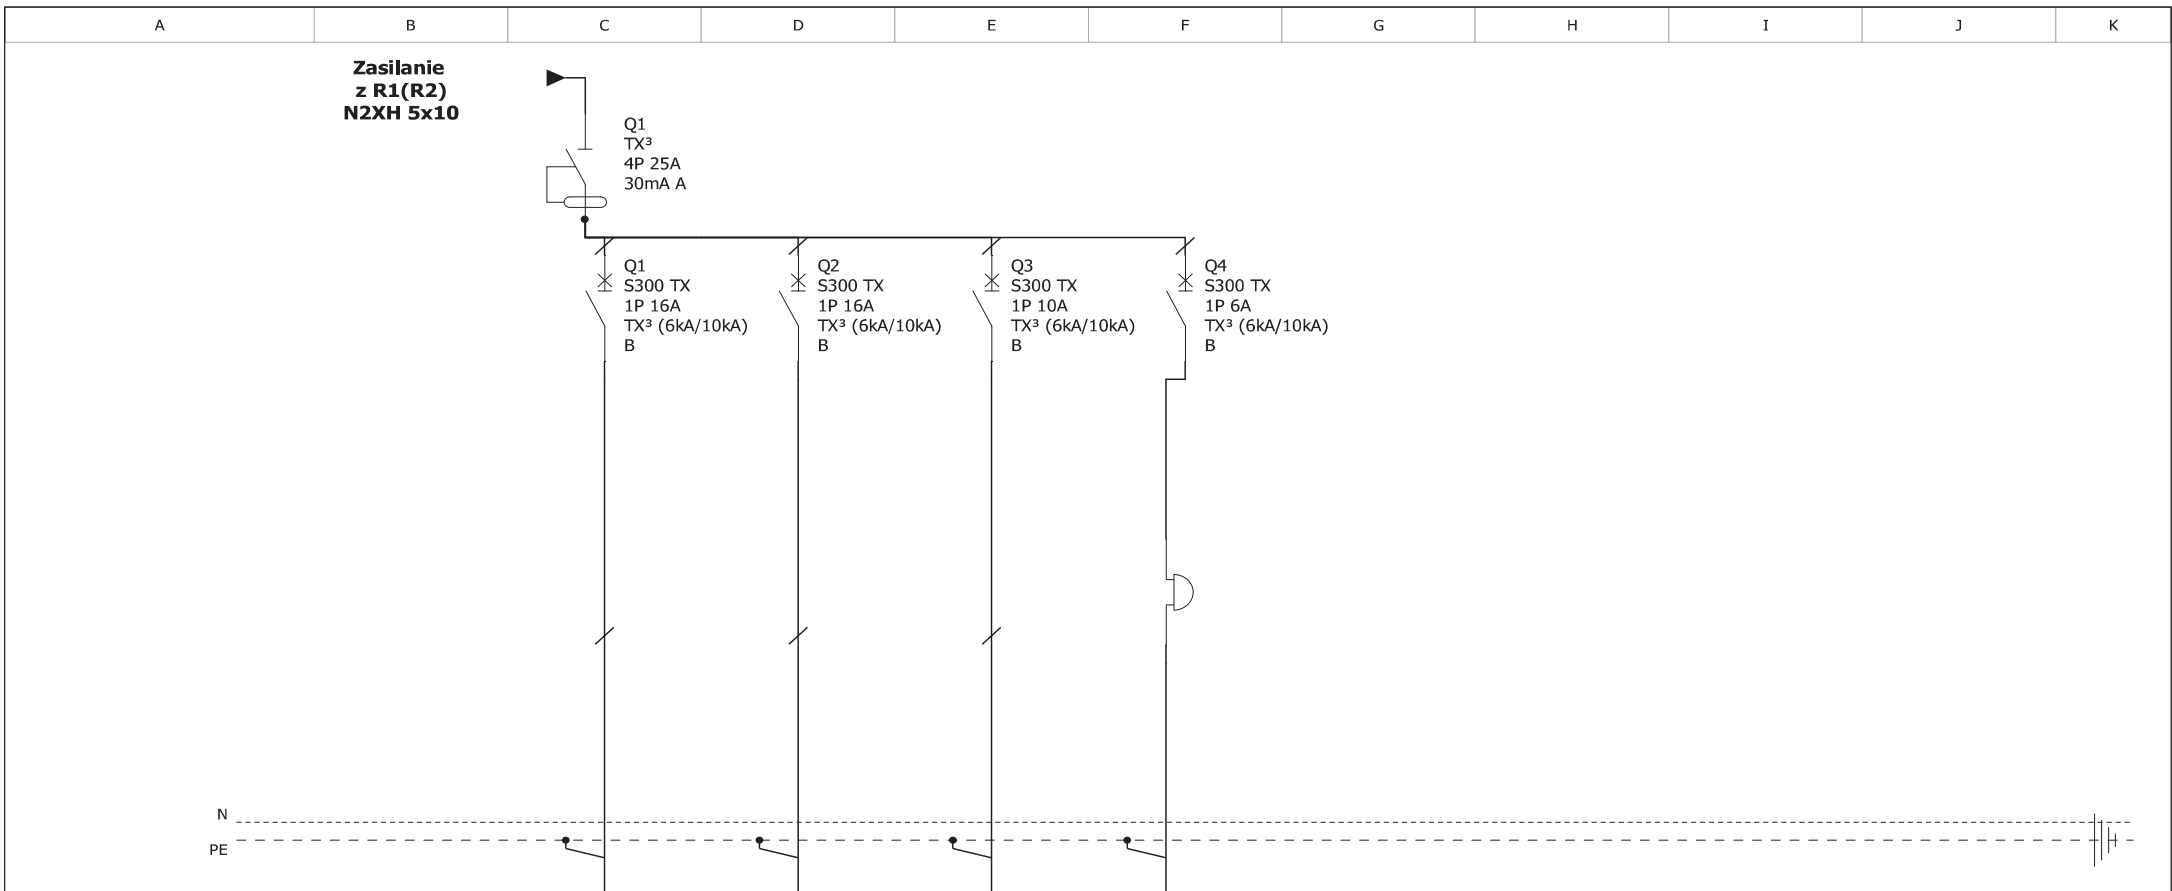 A B C D E F G H I J K
Zasilanie
z R1(R2)
N2XH 5x10
Q1
TX³
4P 25A
30mA A
Q1
S300 TX
1P 16A
TX³ (6kA/10kA)
B
Q2
S300 TX
1P 16A
TX³ (6kA/10kA)
B
Q3
S300 TX
1P 10A
TX³ (6kA/10kA)
B
Q4
S300 TX
1P 6A
TX³ (6kA/10kA)
B
N
PE